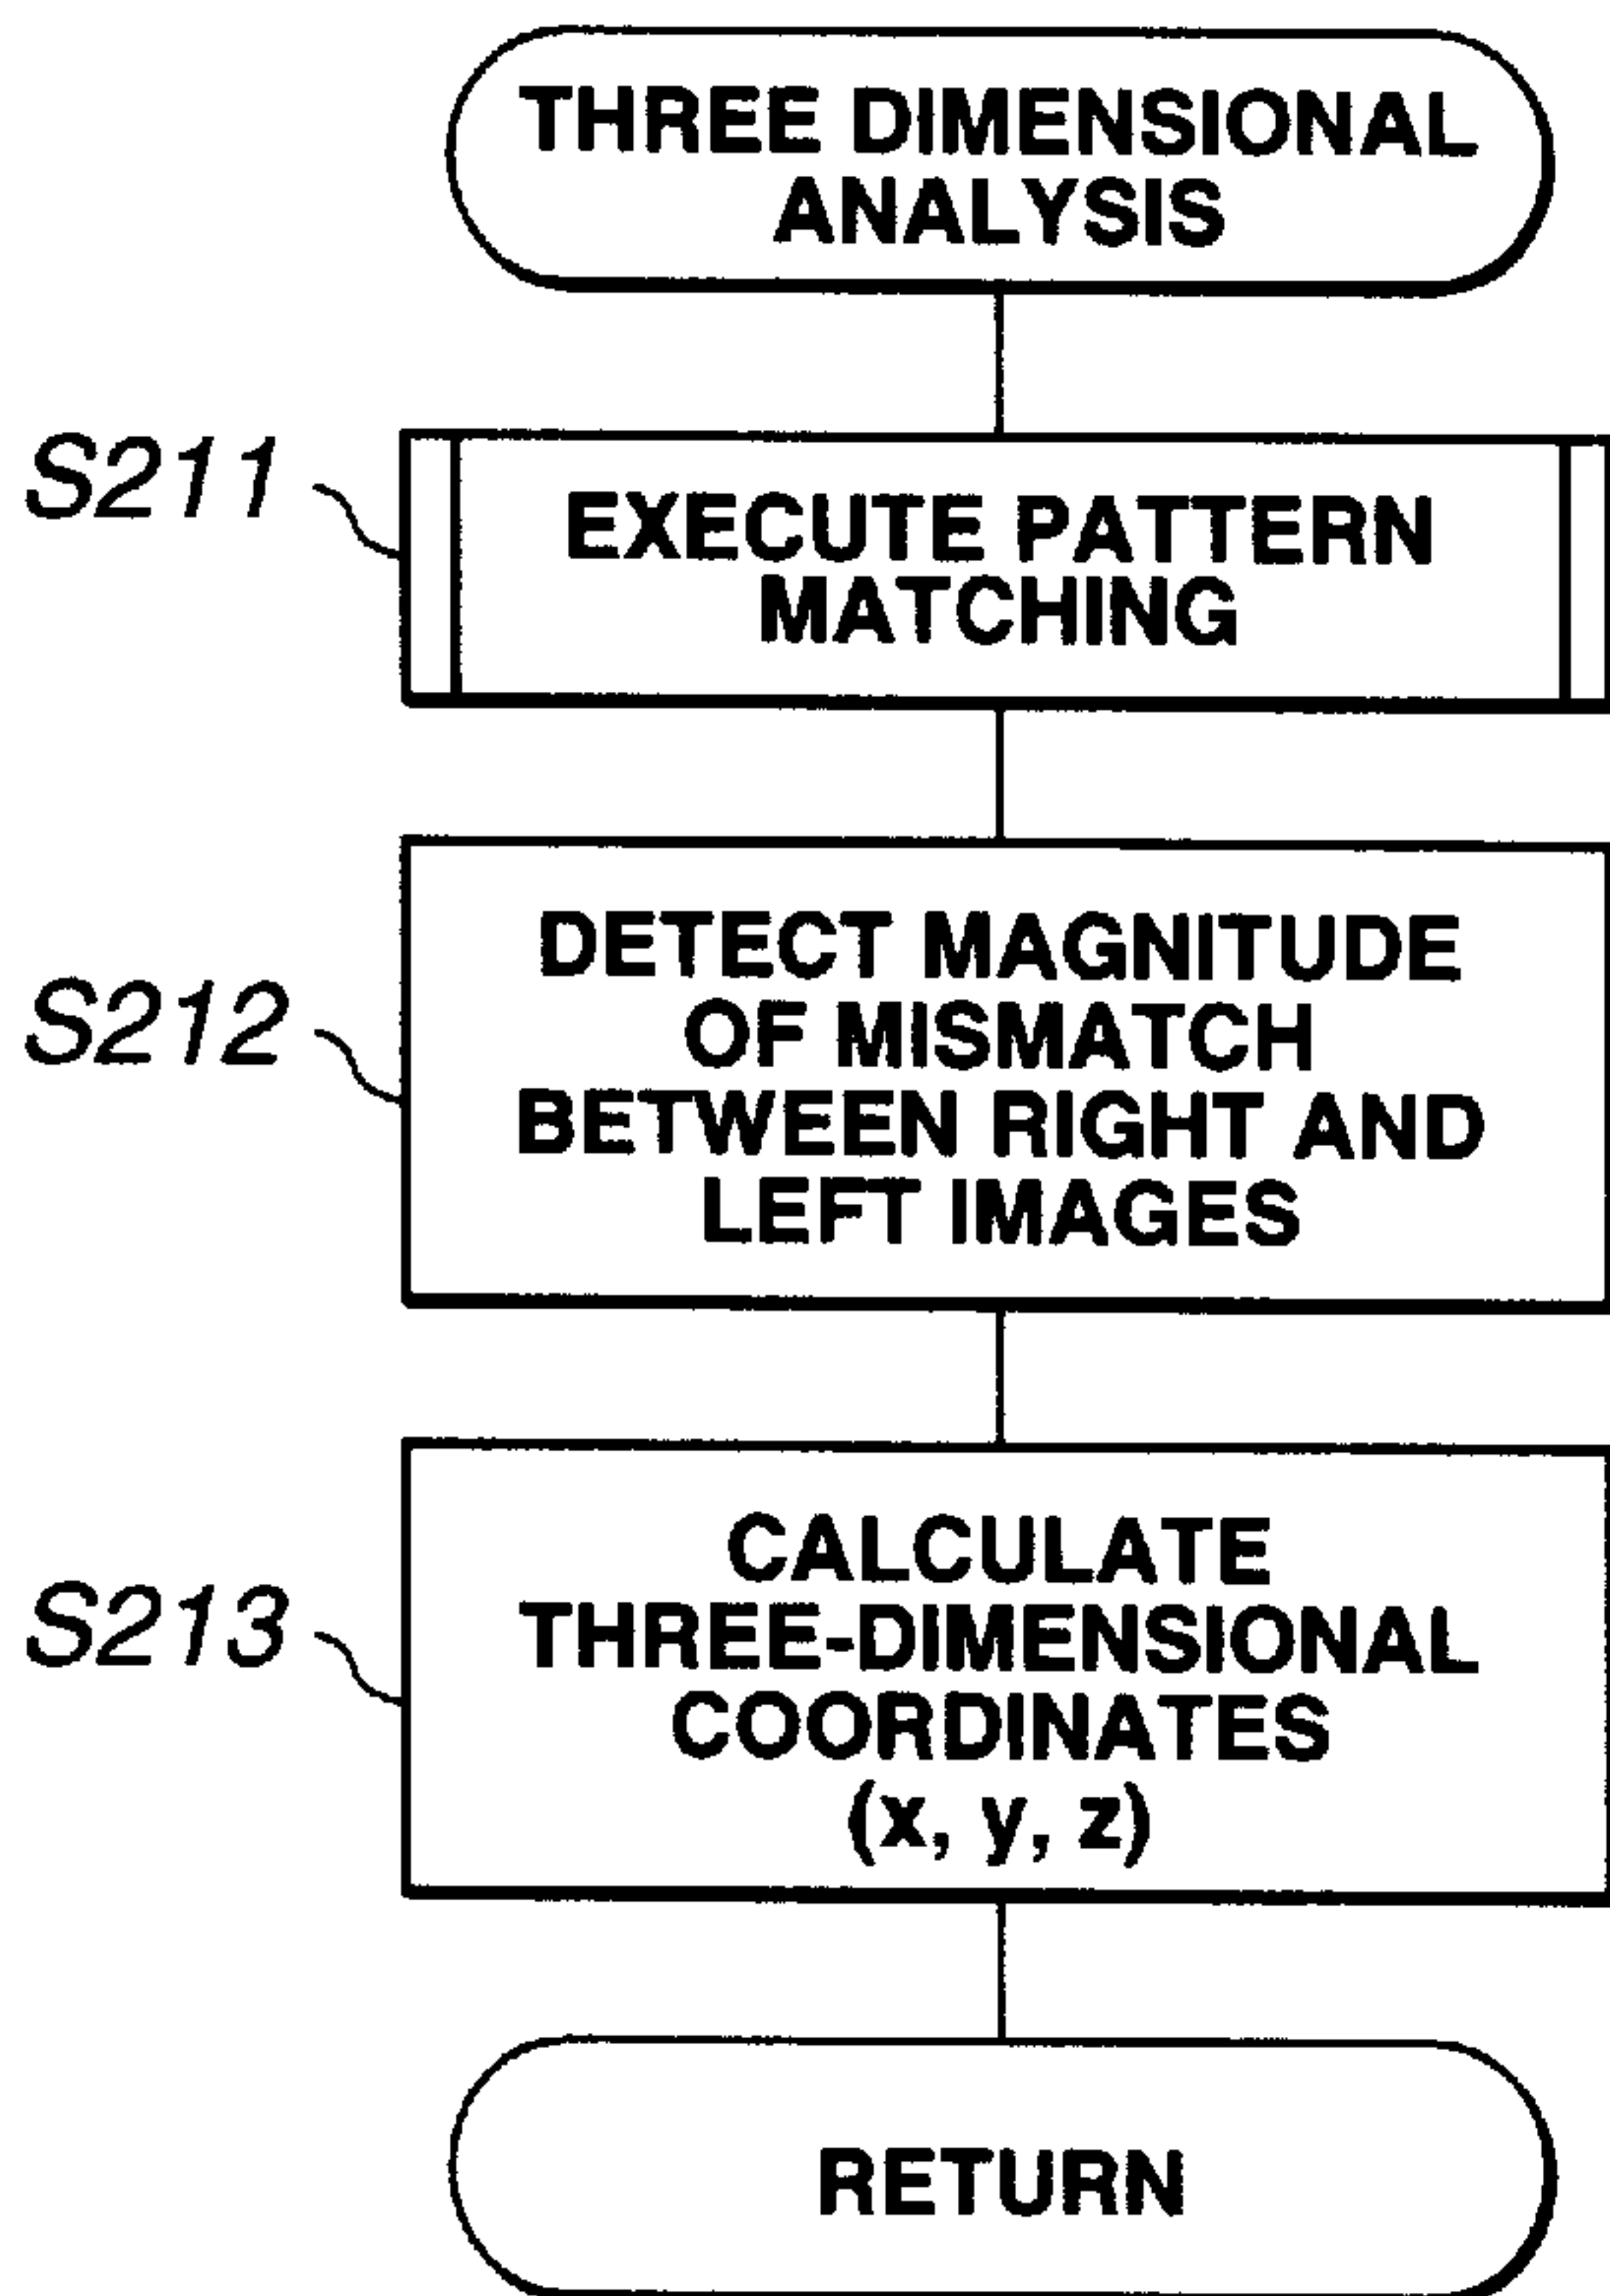 THREE DIMENSIONAL
ANALYSIS
S211
EXECUTE PATTERN
MATCHING
S212
DETECT MAGNITUDE
OF MISMATCH
BETWEEN RIGHT AND
LEFT IMAGES
S213
CALCULATE
THREE-DIMENSIONAL
COORDINATES
(x, y, z)
RETURN